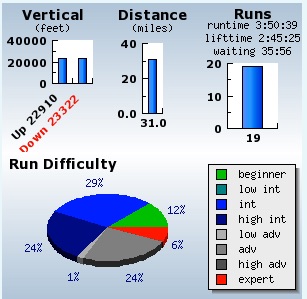 Vertical
(feet)
40000
20000
0
Up 22910
Down 23322
Distance
(miles)
40
20
0.0
31.0
Runs
runtime 3:50:39
lifttime 2:45:25
waiting 35:56
20
10
0
19
Run Difficulty
29%
12%
6%
24%
1%
24%
beginner
low int
int
high int
low adv
adv
high adv
expert